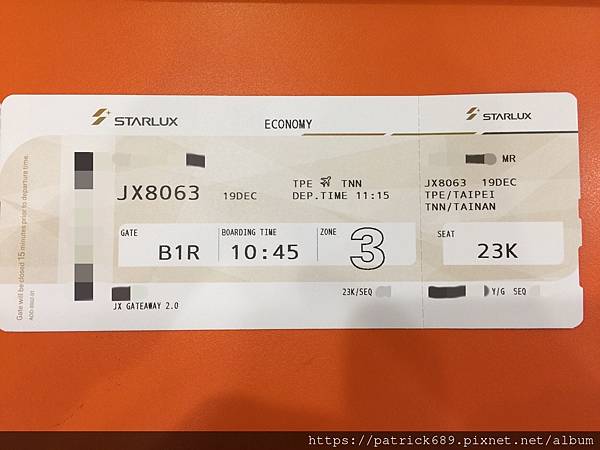 STARLUX
ECONOMY
JX8063 19DEC
TPE TNN
DEP.TIME 11:15
GATE
B1R
BOARDING TIME
10:45
ZONE
3
23K/SEQ
JX GATEAWAY 2.0
Gate will be closed 15 minutes prior to departure time.
STARLUX
MR
JX8063 19DEC
TPE/TAIPEI
TNN/TAINAN
SEAT
23K
Y/G SEQ
https://patrick689.pixnet.net/album